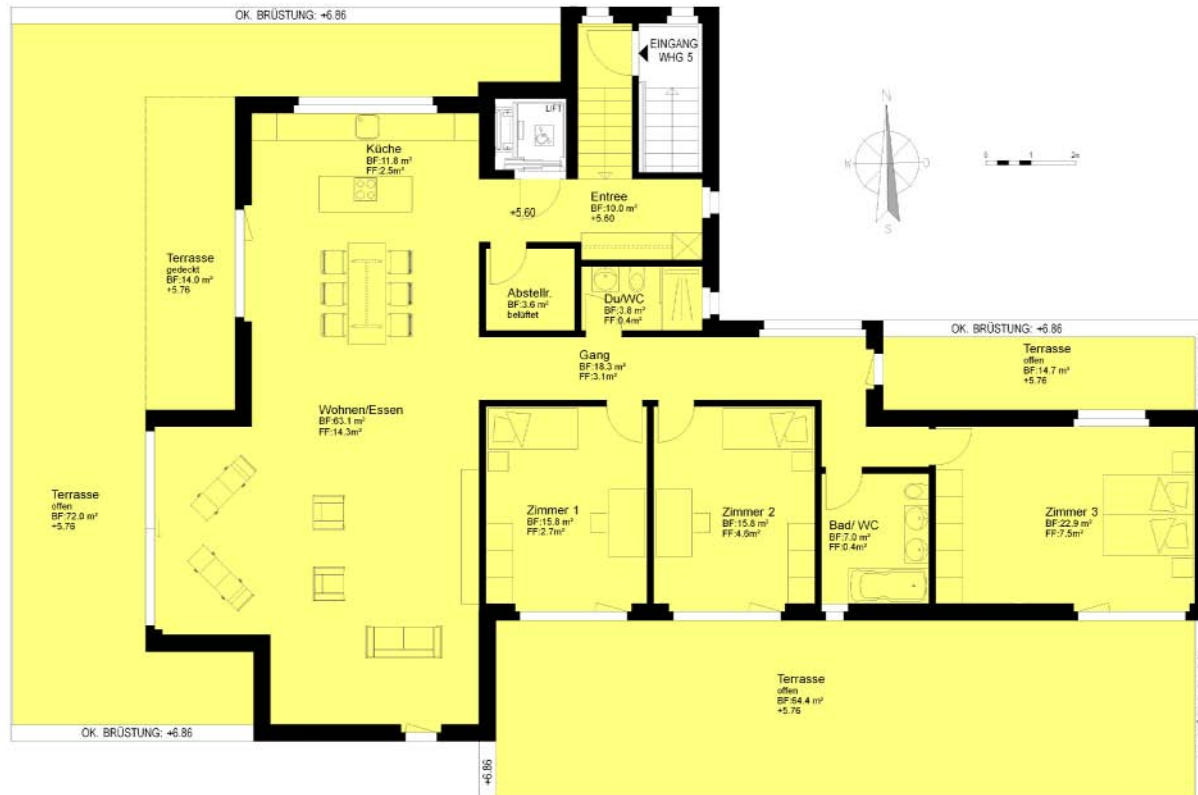 OK. BRÜSTUNG: +6.86
EINGANG
WHG 5
LIFT
N
O
S
0 1 2m
Küche
BF:11.8 m²
FF:2.5m²
Entree
BF:10.0 m²
+5.60
+5.60
Terrasse
gedeckt
BF:14.0 m²
+5.76
Abstellr.
BF:3.6 m²
belüftet
Du/WC
BF:3.8 m²
FF:0.4m²
OK. BRÜSTUNG: +6.86
Terrasse
offen
BF:14.7 m²
+5.76
Gang
BF:18.3 m²
FF:3.1m²
Wohnen/Essen
BF:63.1 m²
FF:14.3m²
Terrasse
offen
BF:72.0 m²
+5.76
Zimmer 1
BF:15.8 m²
FF:2.7m²
Zimmer 2
BF:15.8 m²
FF:4.6m²
Bad/ WC
BF:7.0 m²
FF:0.4m²
Zimmer 3
BF:22.9 m²
FF:7.5m²
Terrasse
offen
BF:64.4 m²
+5.76
OK. BRÜSTUNG: +6.86
+6.86